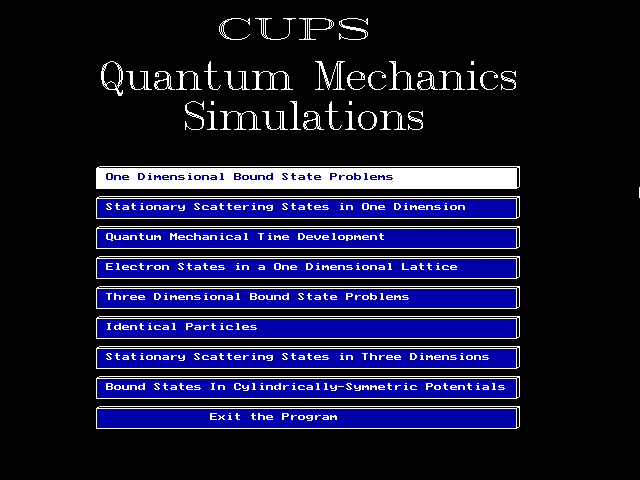 CUPS
Quantum Mechanics
Simulations
One Dimensional Bound State Problems
Stationary Scattering States in One Dimension
Quantum Mechanical Time Development
Electron States in a One Dimensional Lattice
Three Dimensional Bound State Problems
Identical Particles
Stationary Scattering States in Three Dimensions
Bound States In Cylindrically-Symmetric Potentials
Exit the Program